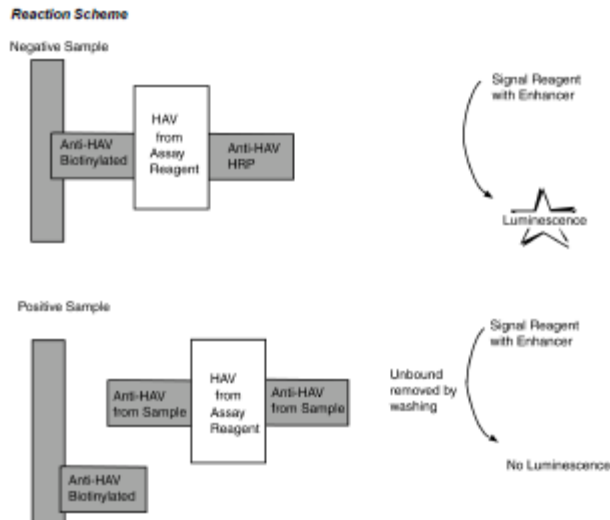 Reaction Scheme
Negative Sample
Anti-HAV
Biotinylated
HAV
from
Assay
Reagent
Anti-HAV
HRP
Signal Reagent
with Enhancer
Luminescence
Positive Sample
Anti-HAV
from Sample
HAV
from
Assay
Reagent
Anti-HAV
from Sample
Unbound
removed by
washing
Signal Reagent
with Enhancer
No Luminescence
Anti-HAV
Biotinylated